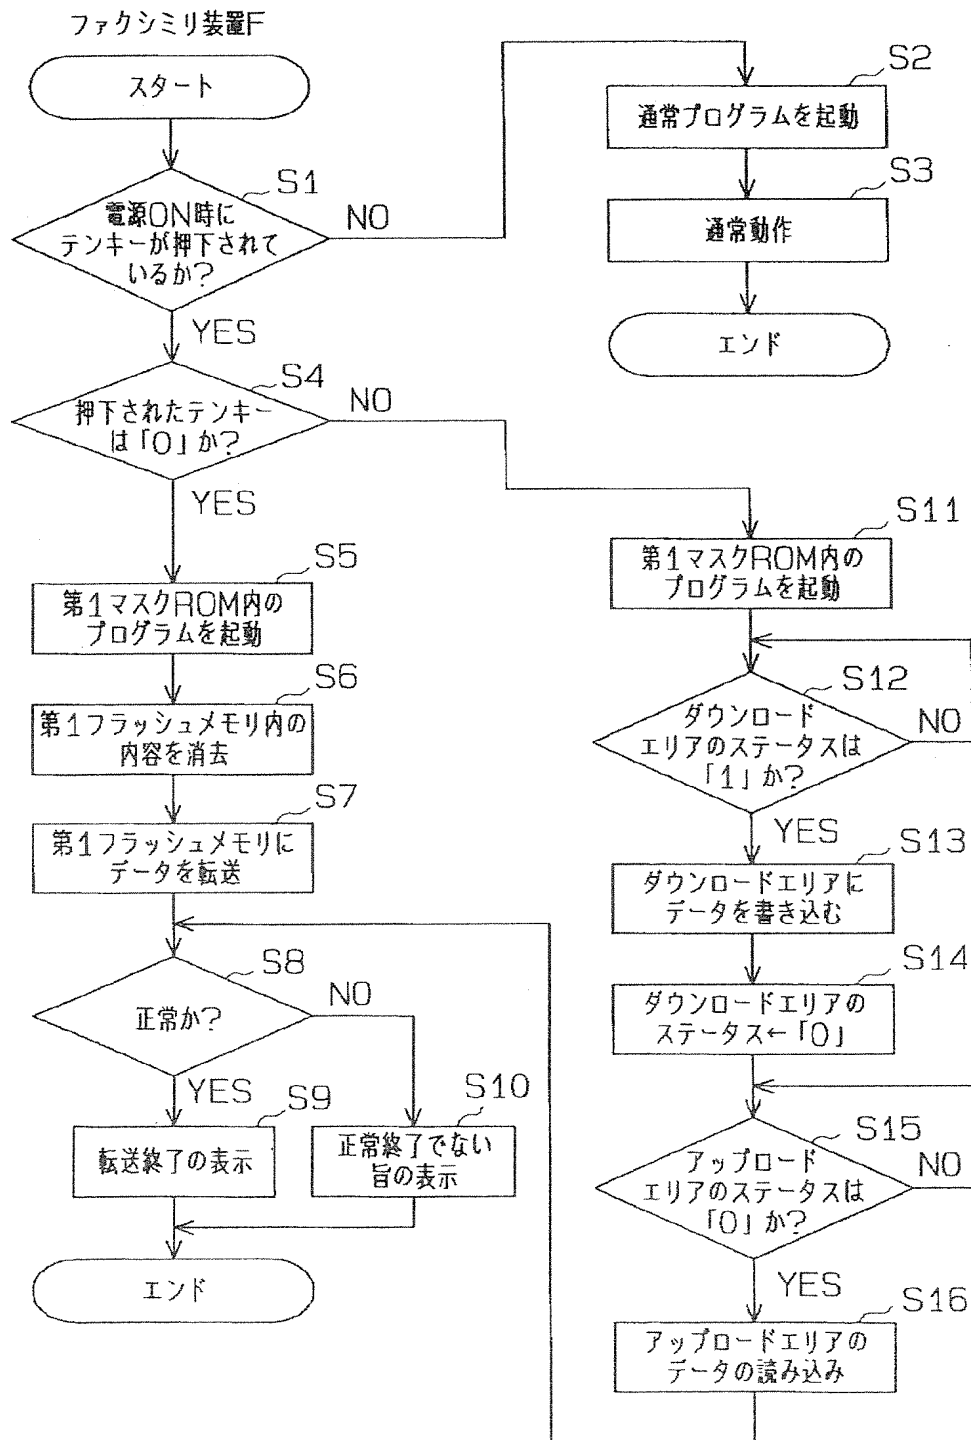 ファクシミリ装置F
スタート
S1
電源ON時に
テンキーが押下されて
いるか?
NO
YES
S2
通常プログラムを起動
S3
通常動作
エンド
S4
押下されたテンキー
は「0」か?
NO
YES
S5
第1マスクROM内の
プログラムを起動
S6
第1フラッシュメモリ内の
内容を消去
S7
第1フラッシュメモリに
データを転送
S8
正常か?
NO
YES
S9
転送終了の表示
S10
正常終了でない
旨の表示
エンド
S11
第1マスクROM内の
プログラムを起動
S12
ダウンロード
エリアのステータスは
「1」か?
NO
YES
S13
ダウンロードエリアに
データを書き込む
S14
ダウンロードエリアの
ステータス←「0」
S15
アップロード
エリアのステータスは
「0」か?
NO
YES
S16
アップロードエリアの
データの読み込み